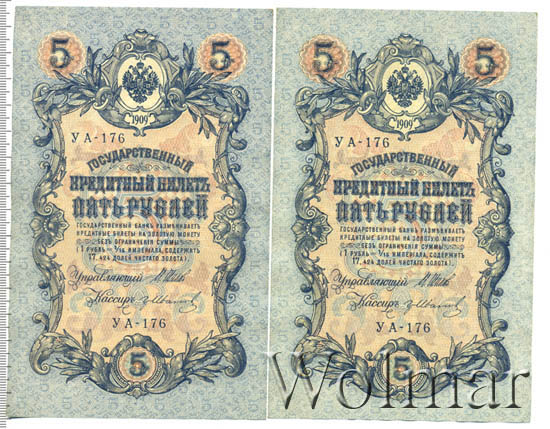 5 5
1909
УА-176
ГОСУДАРСТВЕННЫЙ
КРЕДИТНЫЙ БИЛЕТЪ
ПЯТЬ РУБЛЕЙ
ГОСУДАРСТВЕННЫЙ БАНКЪ РАЗМѢНИВАЕТЪ
КРЕДИТНЫЕ БИЛЕТЫ НА ЗОЛОТУЮ МОНЕТУ
БЕЗЪ ОГРАНИЧЕНІЯ СУММЫ
(1 РУБЛЬ = 1/15 ИМПЕРІАЛА, СОДЕРЖИТЪ
17,424 ДОЛЕЙ ЧИСТАГО ЗОЛОТА)
Управляющій
Кассиръ
УА-176
5
5 5
1909
УА-176
ГОСУДАРСТВЕННЫЙ
КРЕДИТНЫЙ БИЛЕТЪ
ПЯТЬ РУБЛЕЙ
ГОСУДАРСТВЕННЫЙ БАНКЪ РАЗМѢНИВАЕТЪ
КРЕДИТНЫЕ БИЛЕТЫ НА ЗОЛОТУЮ МОНЕТУ
БЕЗЪ ОГРАНИЧЕНІЯ СУММЫ
(1 РУБЛЬ = 1/15 ИМПЕРІАЛА, СОДЕРЖИТЪ
17,424 ДОЛЕЙ ЧИСТАГО ЗОЛОТА)
Управляющій
Кассиръ
УА-176
5
Wolmar